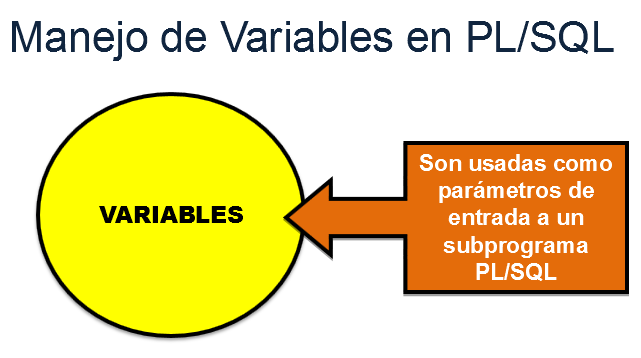 Manejo de Variables en PL/SQL
VARIABLES
Son usadas como
parámetros de
entrada a un
subprograma
PL/SQL